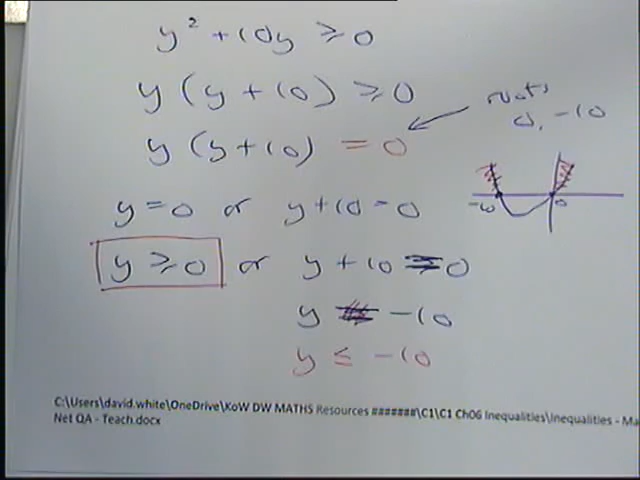 y² + 10y ≥ 0
y (y + 10) ≥ 0
y (y + 10) = 0
roots
0, -10
-10
0
y = 0 or y + 10 = 0
y ≥ 0 or y + 10 0
y -10
y ≤ -10
C:\Users\david.white\OneDrive\KoW DW MATHS Resources #######\C1\C1 Ch06 Inequalities\Inequalities - Ma
Net QA - Teach.docx